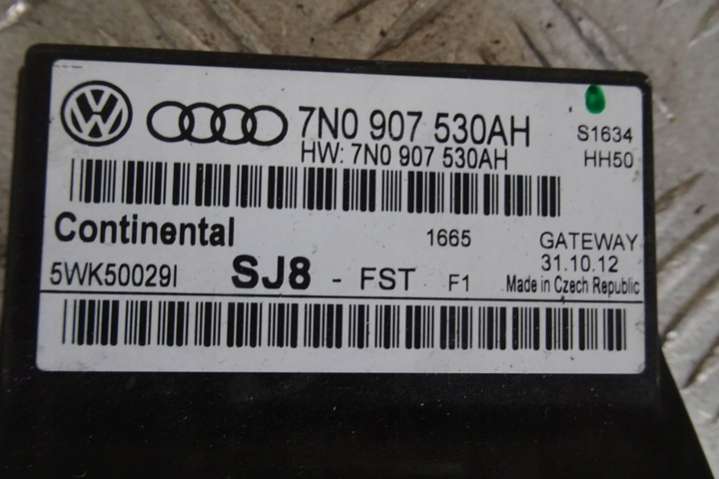 7N0 907 530AH S1634
HW: 7N0 907 530AH HH50
Continental 1665 GATEWAY
31.10.12
5WK50029I SJ8 - FST F1 Made in Czech Republic